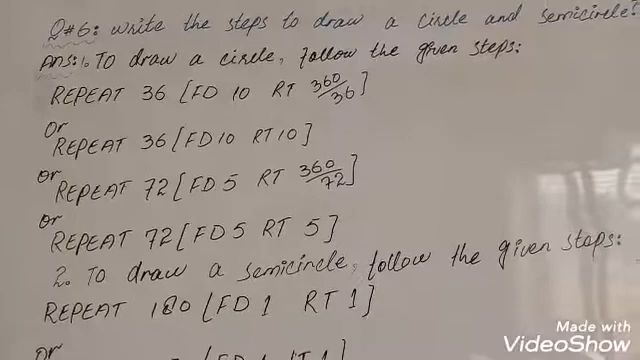 Q#6: Write the steps to draw a circle and semicircle?
Ans: 1. To draw a circle, follow the given steps:
REPEAT 36 [FD 10 RT 360/36]
Or
REPEAT 36 [FD 10 RT 10]
or
REPEAT 72 [FD 5 RT 360/72]
or
REPEAT 72 [FD 5 RT 5]
2. To draw a semicircle, follow the given steps:
REPEAT 180 [FD 1 RT 1]
or
Made with
VideoShow